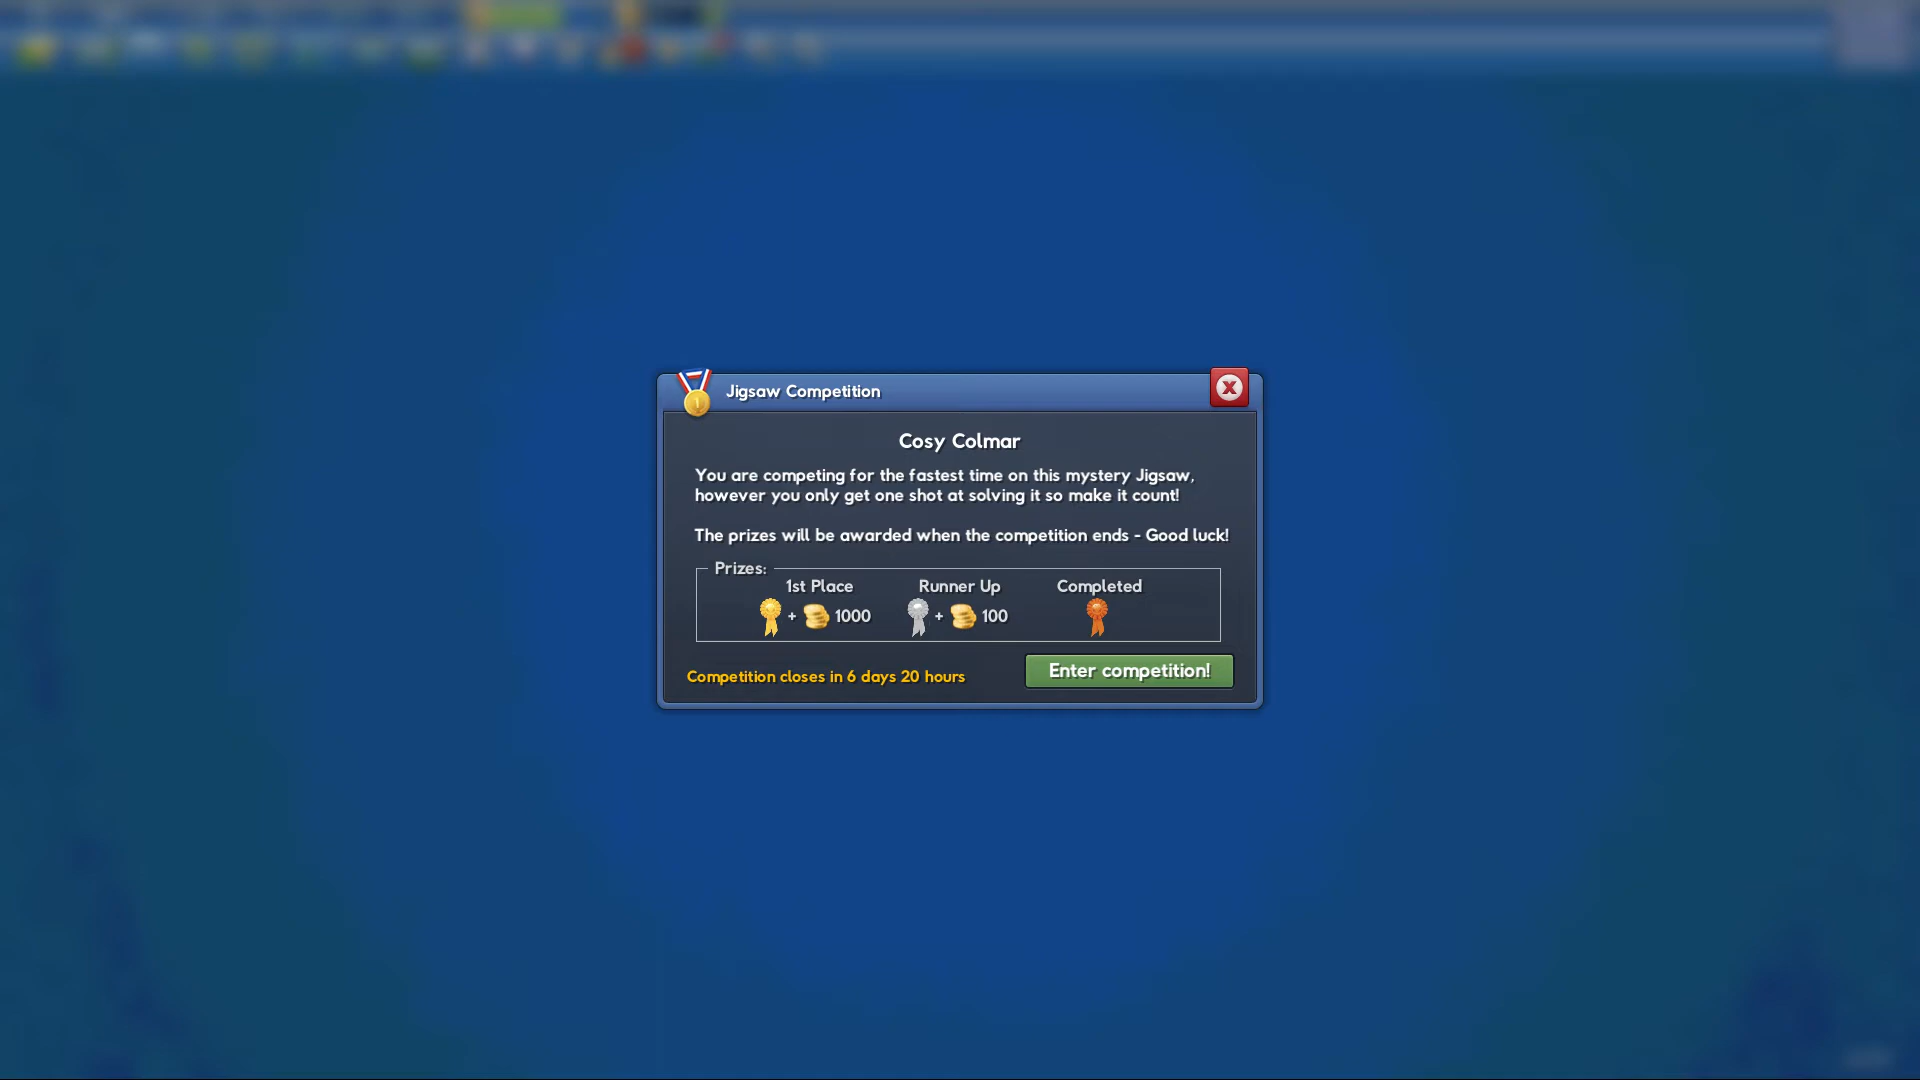 Jigsaw Competition
Cosy Colmar
You are competing for the fastest time on this mystery Jigsaw,
however you only get one shot at solving it so make it count!
The prizes will be awarded when the competition ends - Good luck!
Prizes:
1st Place Runner Up Completed
+ 1000 + 100
Competition closes in 6 days 20 hours
Enter competition!